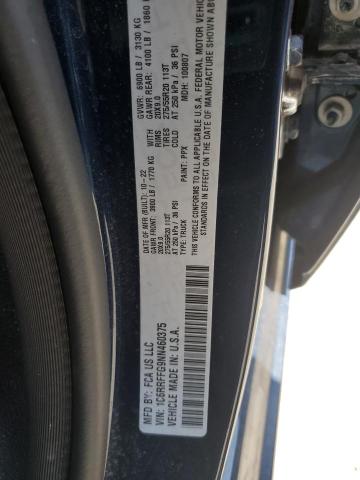 MFD BY: FCA US LLC
VIN: 1C6RRFFG9NN460375
VEHICLE MADE IN: U.S.A.
DATE OF MFR (BUILT): 10-22
GAWR FRONT: 3900 LB / 1770 KG
20X9.0
275/55R20 113T
AT 250 kPa / 36 PSI
THIS VEHICLE CONFORMS TO ALL APPLICABLE U.S.A. FEDERAL MOTOR VEHICLE
STANDARDS IN EFFECT ON THE DATE OF MANUFACTURE SHOWN ABOVE
TYPE: TRUCK
PAINT: PPX
MDH: 100807
GVWR: 6900 LB / 3130 KG
GAWR REAR: 4100 LB / 1860 KG
WITH 20X9.0
RIMS 275/55R20 113T
TIRES AT 250 kPa / 36 PSI
COLD